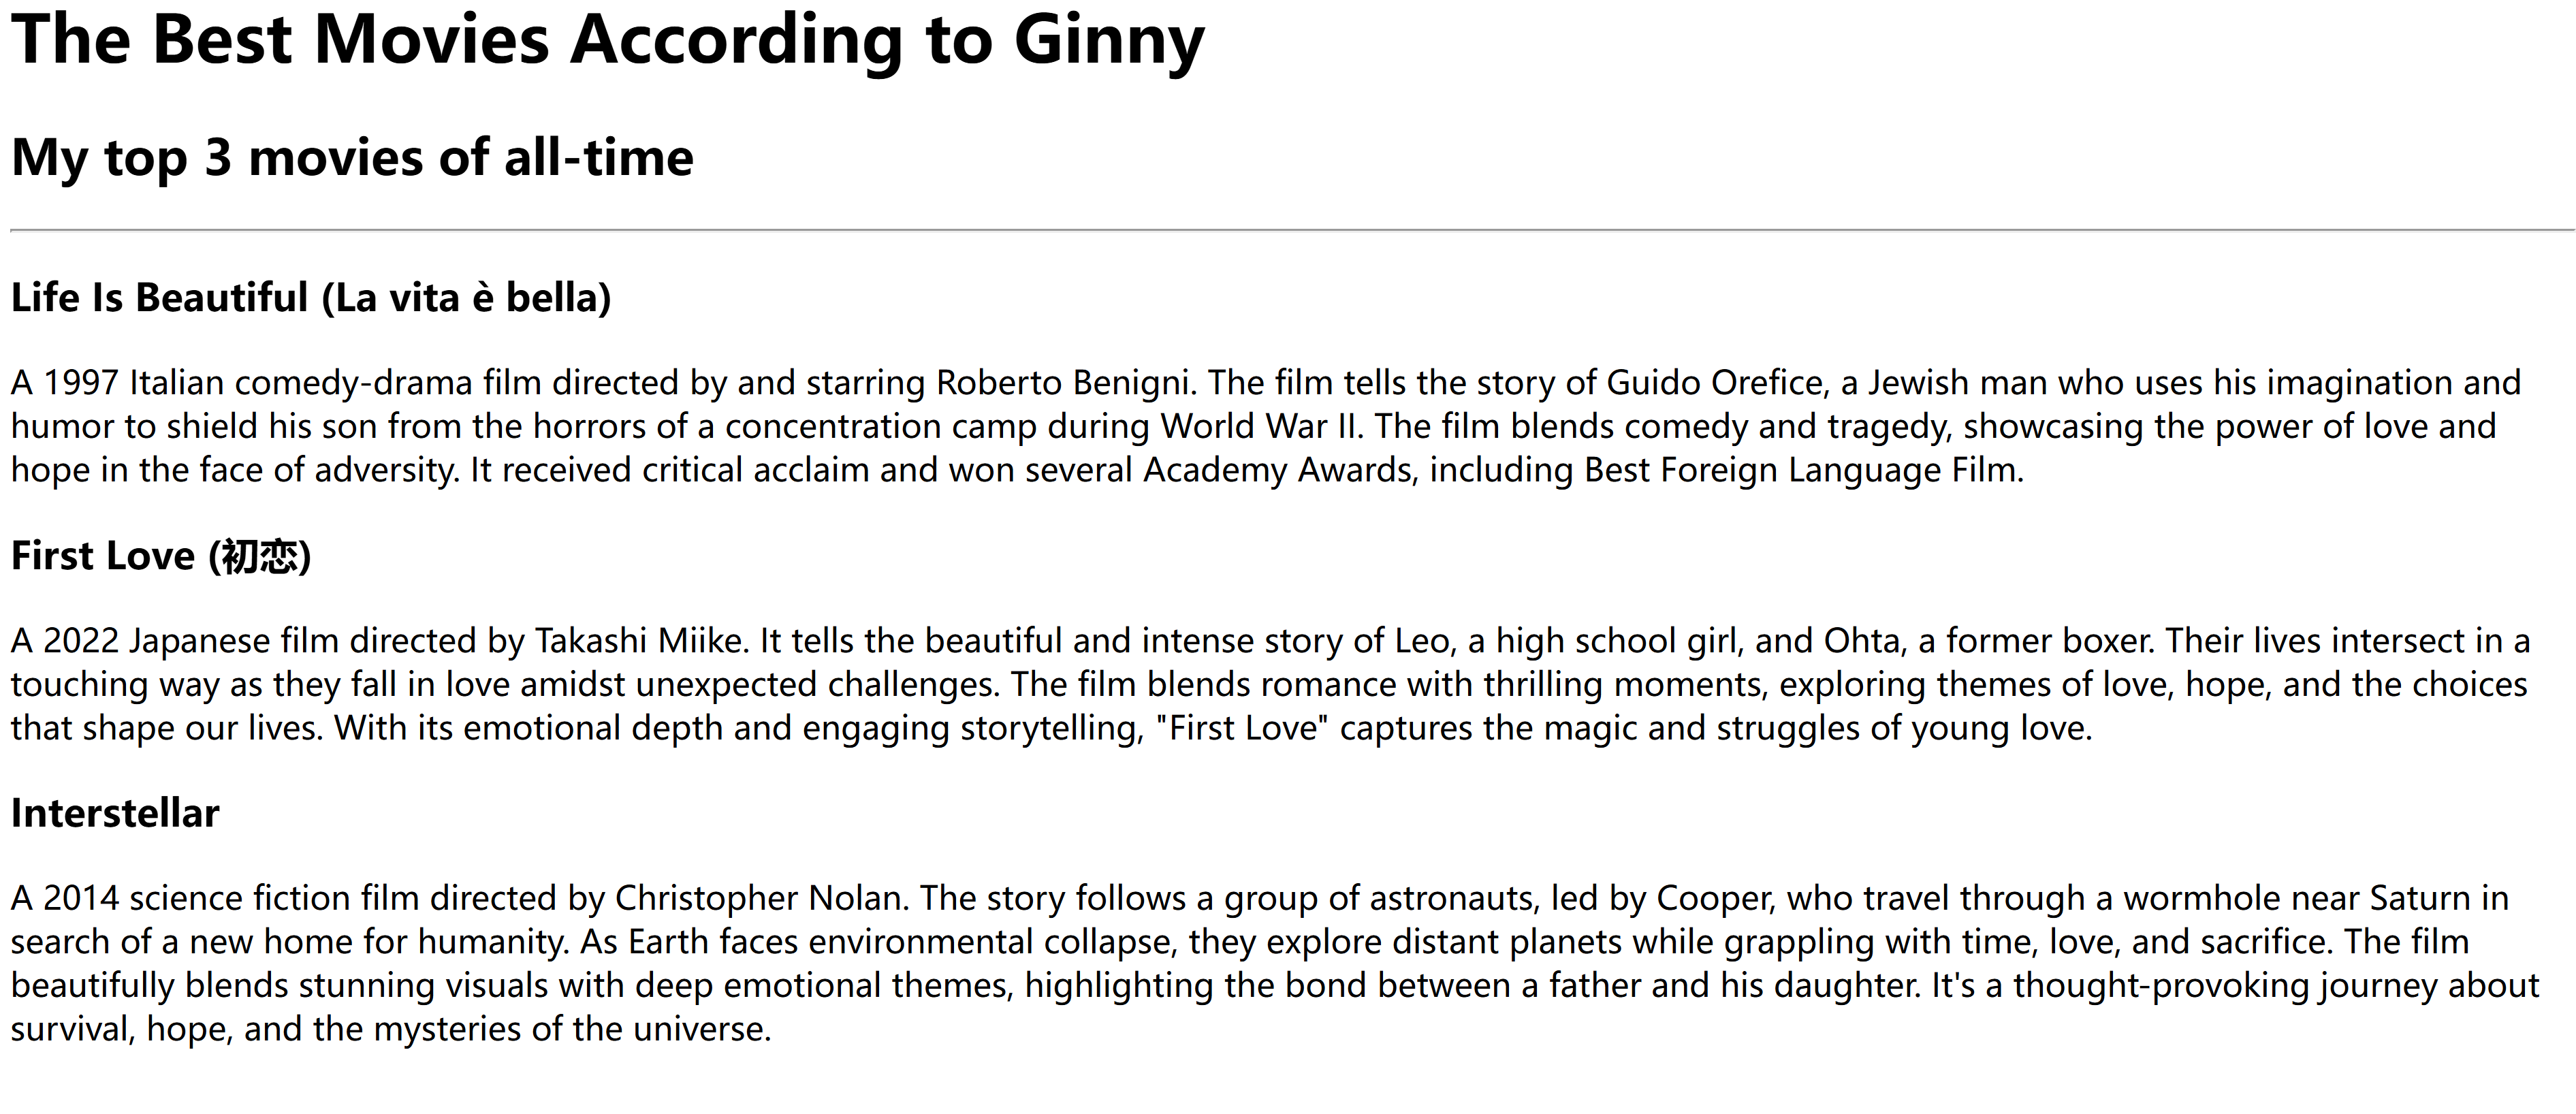 The Best Movies According to Ginny
My top 3 movies of all-time
Life Is Beautiful (La vita è bella)
A 1997 Italian comedy-drama film directed by and starring Roberto Benigni. The film tells the story of Guido Orefice, a Jewish man who uses his imagination and
humor to shield his son from the horrors of a concentration camp during World War II. The film blends comedy and tragedy, showcasing the power of love and
hope in the face of adversity. It received critical acclaim and won several Academy Awards, including Best Foreign Language Film.
First Love (初恋)
A 2022 Japanese film directed by Takashi Miike. It tells the beautiful and intense story of Leo, a high school girl, and Ohta, a former boxer. Their lives intersect in a
touching way as they fall in love amidst unexpected challenges. The film blends romance with thrilling moments, exploring themes of love, hope, and the choices
that shape our lives. With its emotional depth and engaging storytelling, "First Love" captures the magic and struggles of young love.
Interstellar
A 2014 science fiction film directed by Christopher Nolan. The story follows a group of astronauts, led by Cooper, who travel through a wormhole near Saturn in
search of a new home for humanity. As Earth faces environmental collapse, they explore distant planets while grappling with time, love, and sacrifice. The film
beautifully blends stunning visuals with deep emotional themes, highlighting the bond between a father and his daughter. It's a thought-provoking journey about
survival, hope, and the mysteries of the universe.